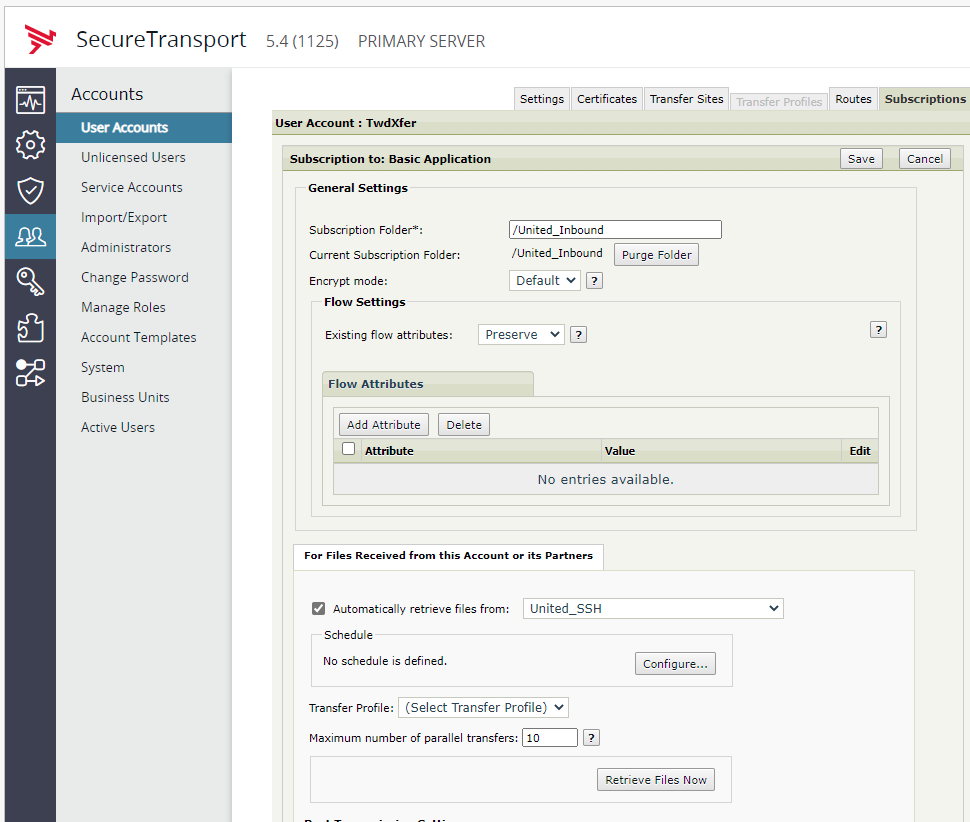 SecureTransport 5.4 (1125) PRIMARY SERVER
Accounts
User Accounts
Unlicensed Users
Service Accounts
Import/Export
Administrators
Change Password
Manage Roles
Account Templates
System
Business Units
Active Users
Settings Certificates Transfer Sites Transfer Profiles Routes Subscriptions
User Account : TwdXfer
Subscription to: Basic Application Save Cancel
General Settings
Subscription Folder*: /United_Inbound
Current Subscription Folder: /United_Inbound Purge Folder
Encrypt mode: Default ?
Flow Settings
Existing flow attributes: Preserve ? ?
Flow Attributes
Add Attribute Delete
Attribute Value Edit
No entries available.
For Files Received from this Account or its Partners
Automatically retrieve files from: United_SSH
Schedule
No schedule is defined. Configure...
Transfer Profile: (Select Transfer Profile)
Maximum number of parallel transfers: 10 ?
Retrieve Files Now